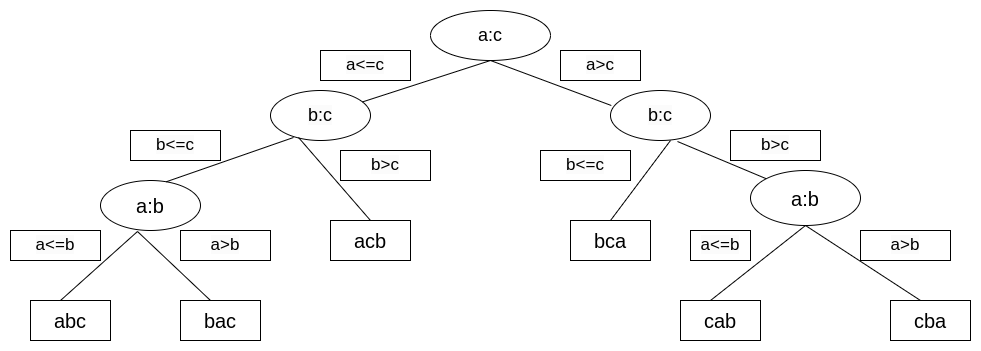 a:c
a<=c
a>c
b:c
b:c
b<=c
b>c
b<=c
b>c
a:b
a:b
a<=b
a>b
acb
bca
a<=b
a>b
abc
bac
cab
cba